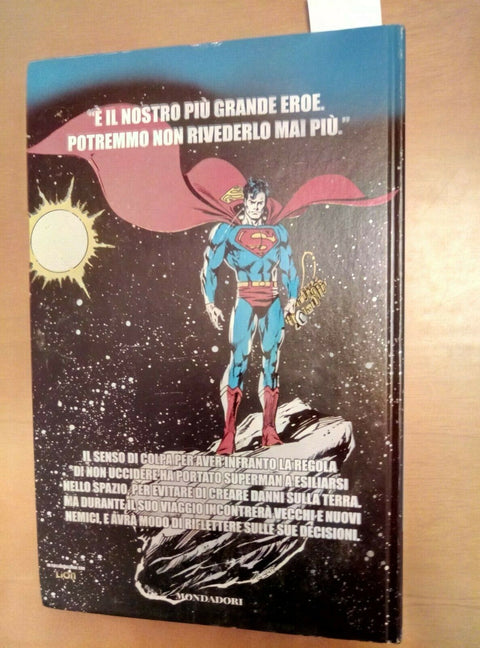 "È IL NOSTRO PIÙ GRANDE EROE.
POTREMMO NON RIVEDERLO MAI PIÙ."
IL SENSO DI COLPA PER AVER INFRANTO LA REGOLA
DI NON UCCIDERE HA PORTATO SUPERMAN A ESILIARSI
NELLO SPAZIO, PER EVITARE DI CREARE DANNI SULLA TERRA.
MA DURANTE IL SUO VIAGGIO INCONTRERÀ VECCHI E NUOVI
NEMICI, E AVRÀ MODO DI RIFLETTERE SULLE SUE DECISIONI.
LION
MONDADORI